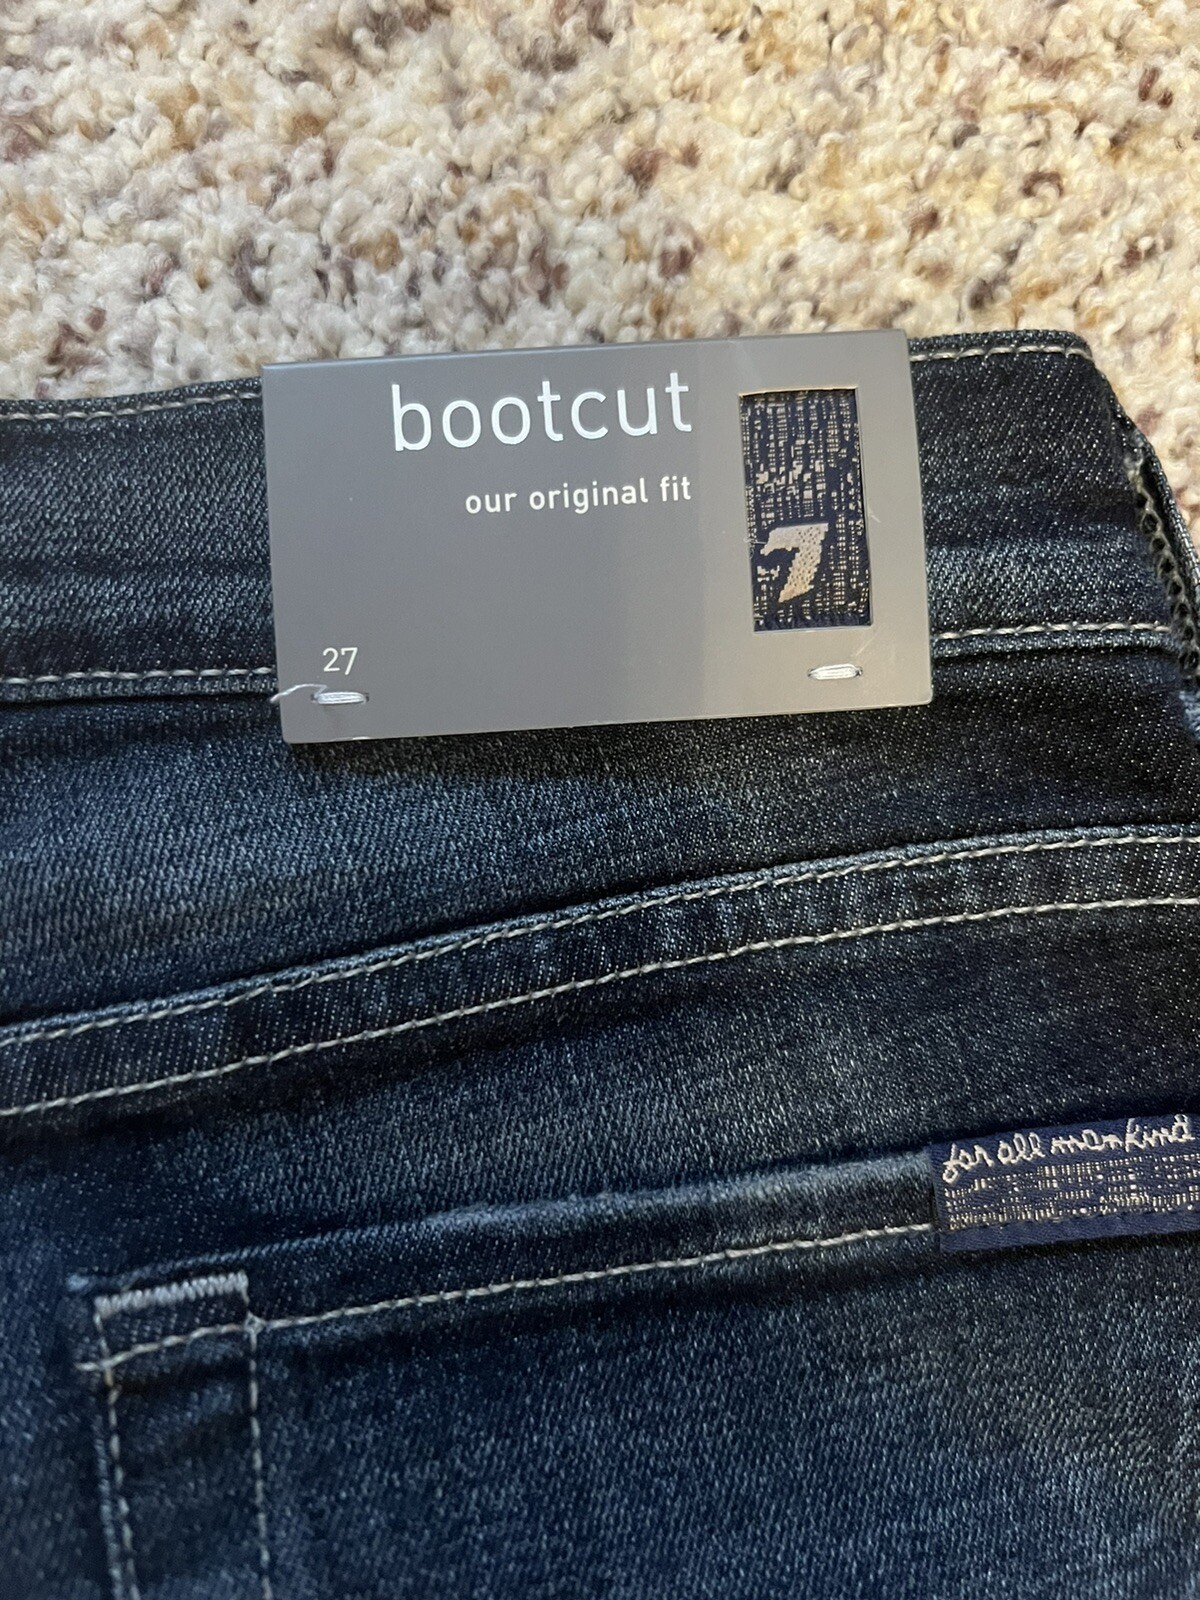 bootcut
our original fit
7
27
for all mankind